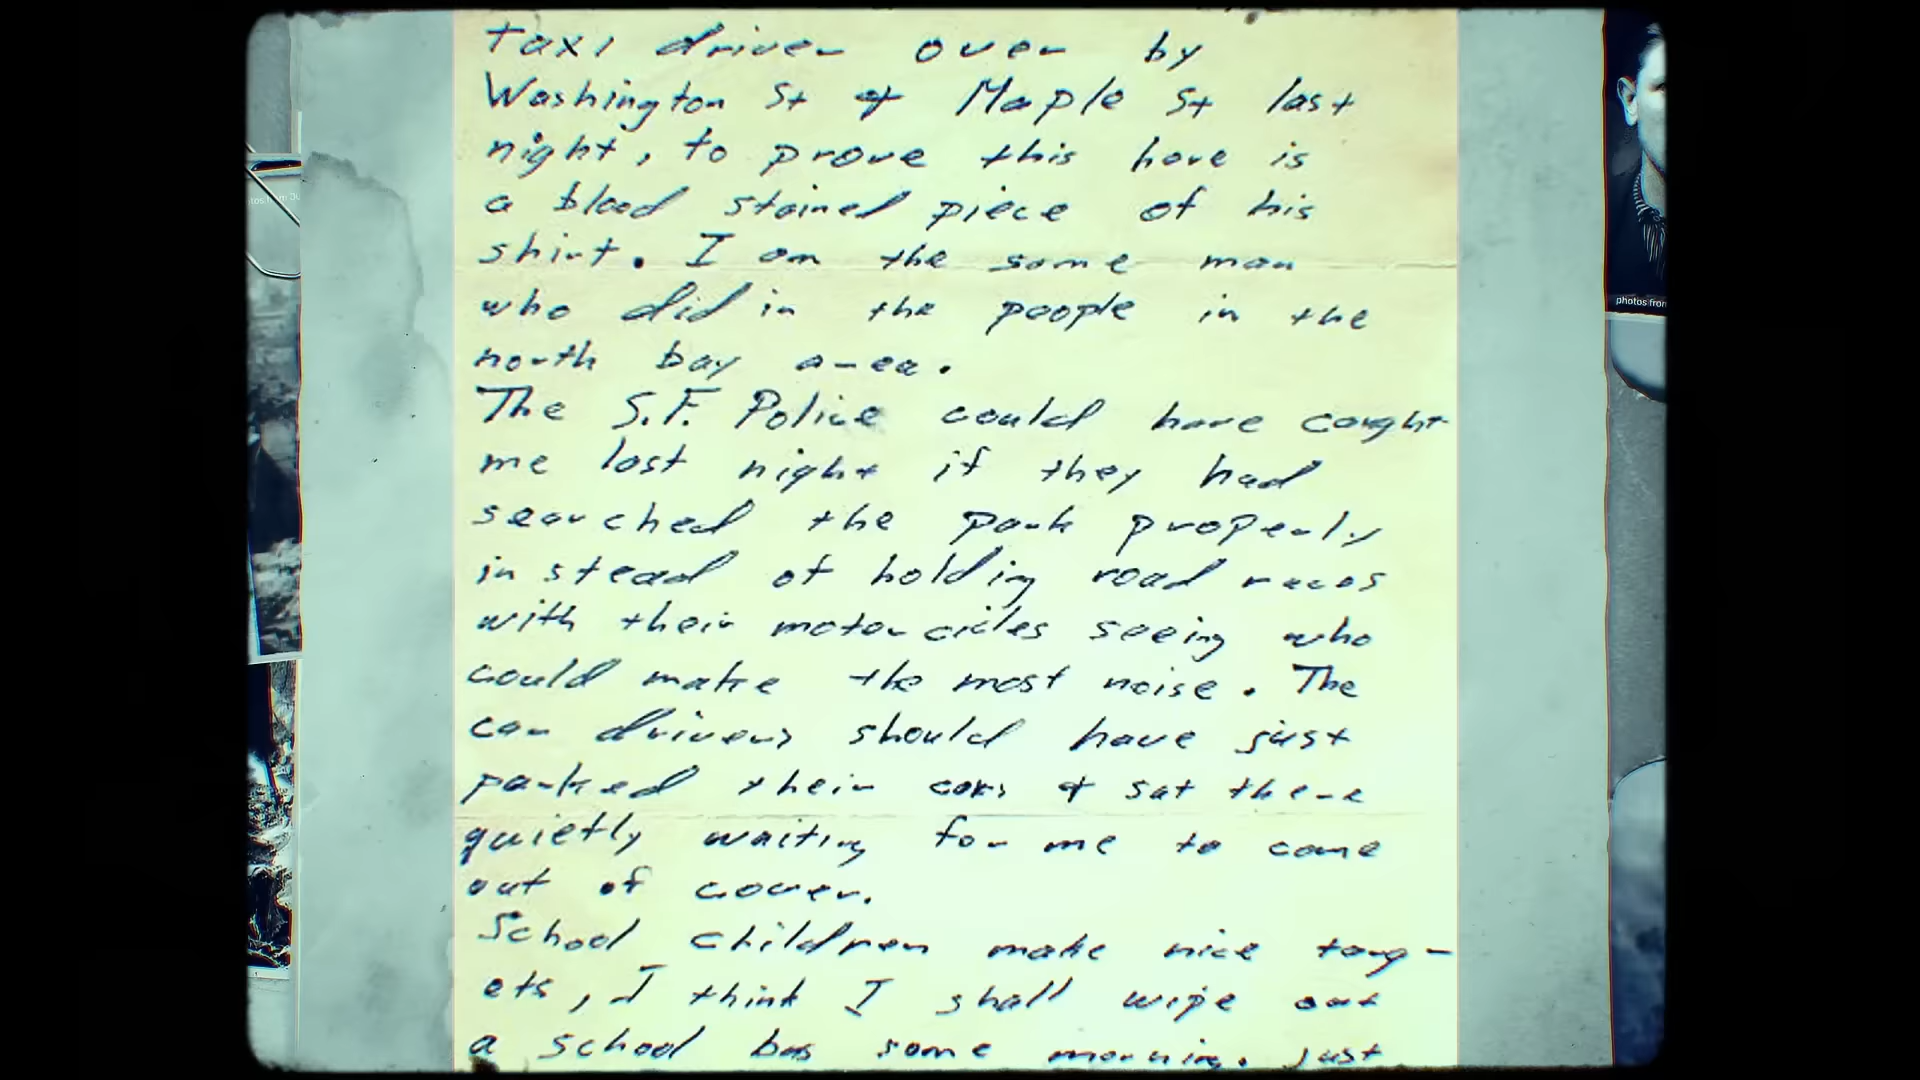 taxi driver over by
Washington St + Maple St last
night, to prove this here is
a blood stained piece of his
shirt. I am the same man
who did in the people in the
north bay area.
The S.F. Police could have caught
me last night if they had
searched the park properly
in stead of holding road races
with their motorcicles seeing who
could make the most noise. The
car drivers should have just
parked their cars + sat there
quietly waiting for me to come
out of cover.
School children make nice targ-
ets, I think I shall wipe out
a school bus some morning. Just
photos from